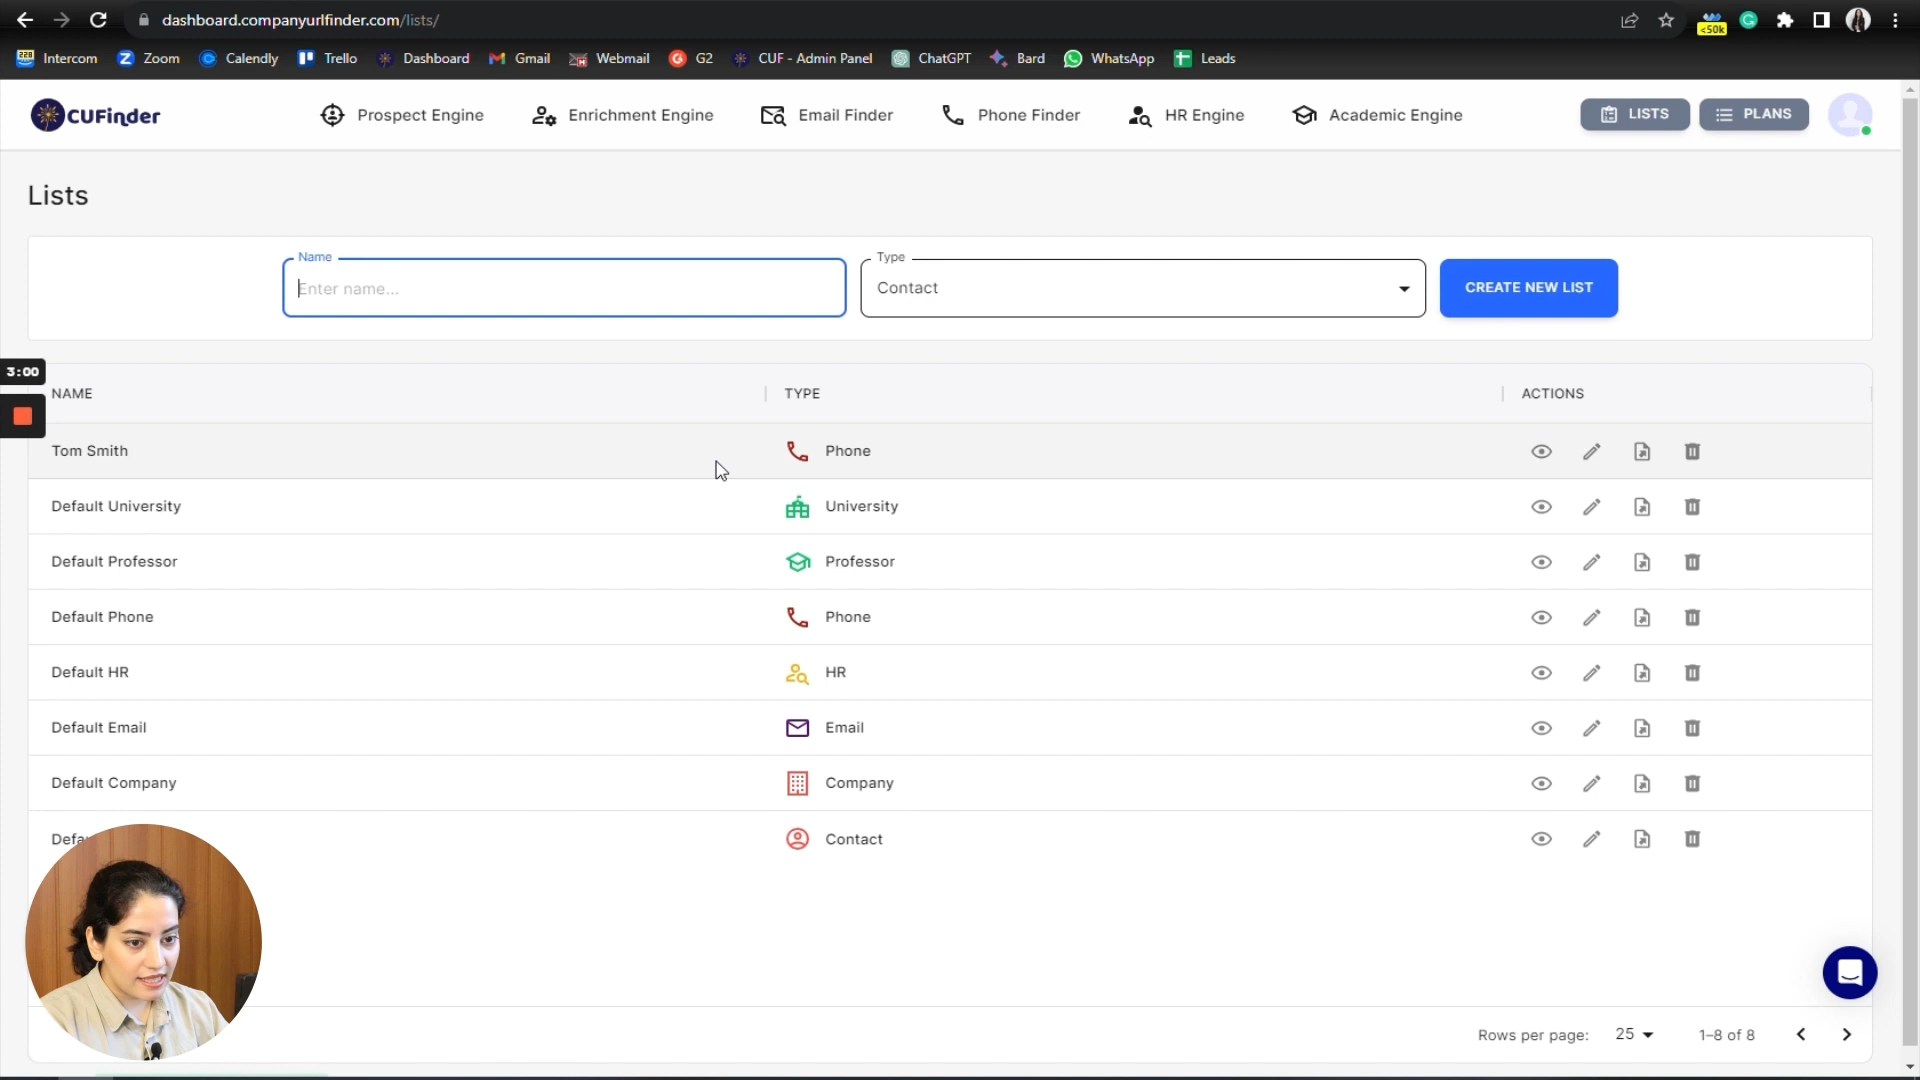 dashboard.companyurlfinder.com/lists/
<50k
Intercom Zoom Calendly Trello Dashboard Gmail Webmail G2 CUF - Admin Panel ChatGPT Bard WhatsApp Leads
CUFinder Prospect Engine Enrichment Engine Email Finder Phone Finder HR Engine Academic Engine LISTS PLANS
Lists
Name Type
Enter name... Contact CREATE NEW LIST
3:00
NAME TYPE ACTIONS
Tom Smith Phone
Default University University
Default Professor Professor
Default Phone Phone
Default HR HR
Default Email Email
Default Company Company
Contact
Rows per page: 25 1–8 of 8